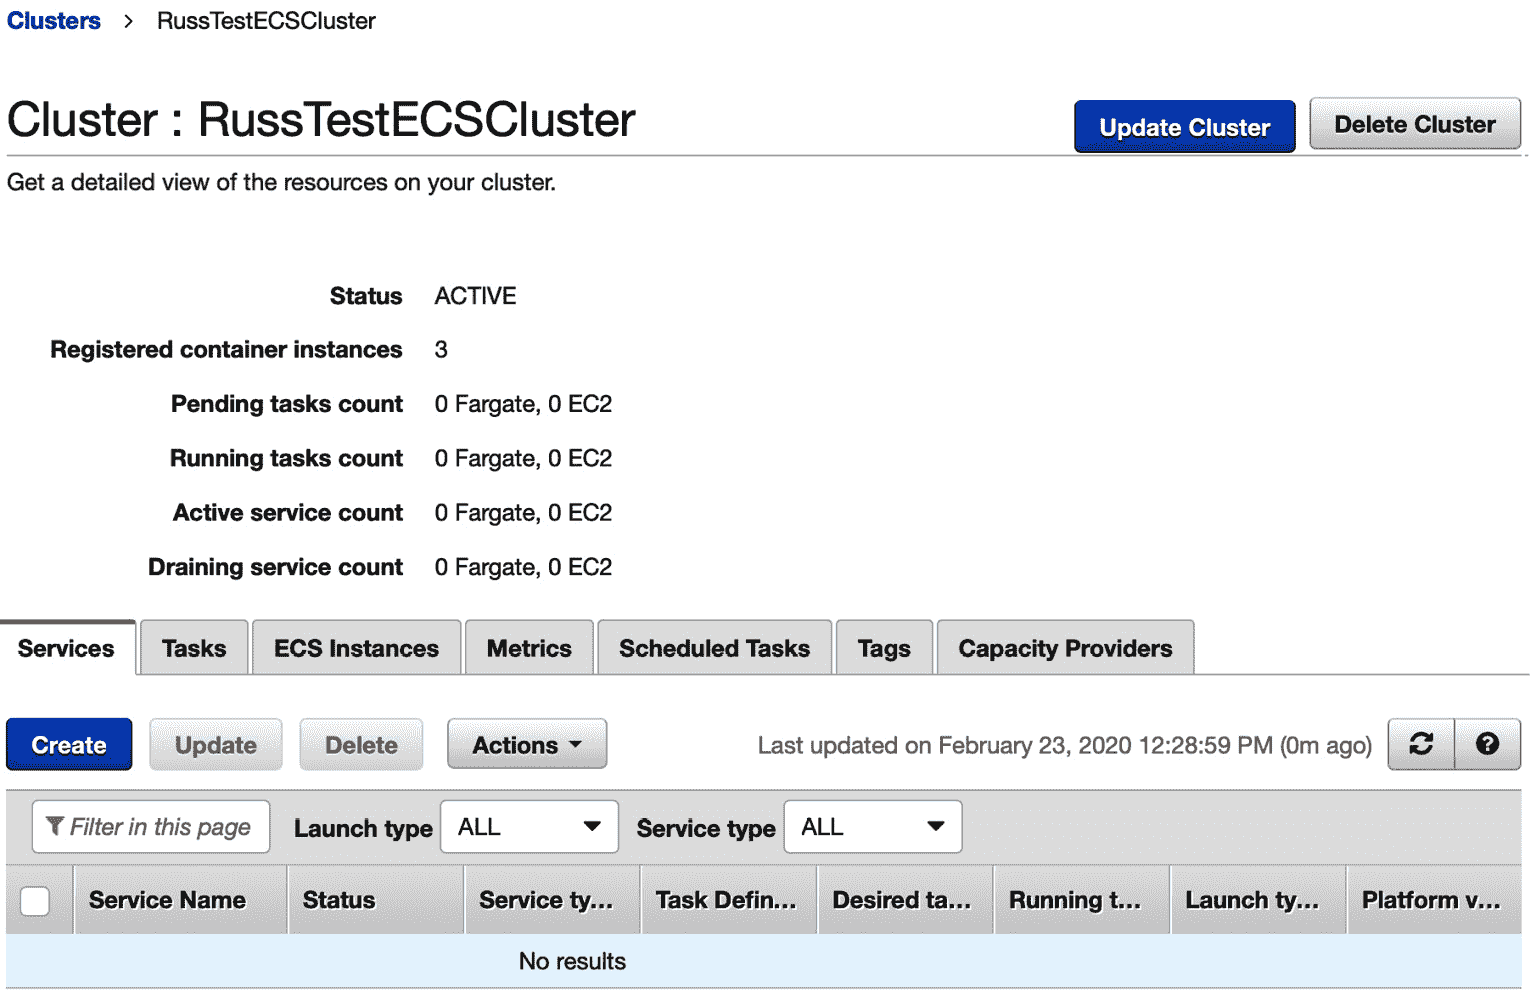 Clusters > RussTestECSCluster
Cluster : RussTestECSCluster
Update Cluster
Delete Cluster
Get a detailed view of the resources on your cluster.
Status ACTIVE
Registered container instances 3
Pending tasks count 0 Fargate, 0 EC2
Running tasks count 0 Fargate, 0 EC2
Active service count 0 Fargate, 0 EC2
Draining service count 0 Fargate, 0 EC2
Services Tasks ECS Instances Metrics Scheduled Tasks Tags Capacity Providers
Create Update Delete Actions Last updated on February 23, 2020 12:28:59 PM (0m ago) ?
Filter in this page Launch type ALL Service type ALL
Service Name Status Service ty... Task Defin... Desired ta... Running t... Launch ty... Platform v...
No results